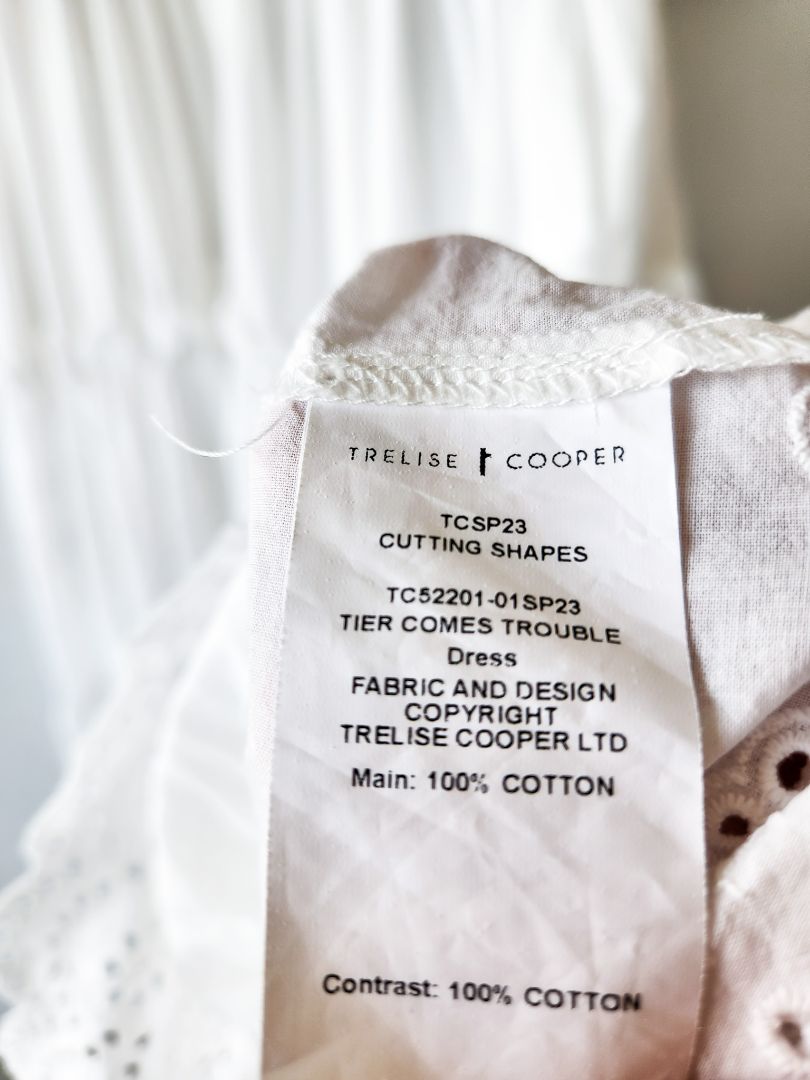 TRELISE COOPER
TCSP23
CUTTING SHAPES
TC52201-01SP23
TIER COMES TROUBLE
Dress
FABRIC AND DESIGN
COPYRIGHT
TRELISE COOPER LTD
Main: 100% COTTON
Contrast: 100% COTTON